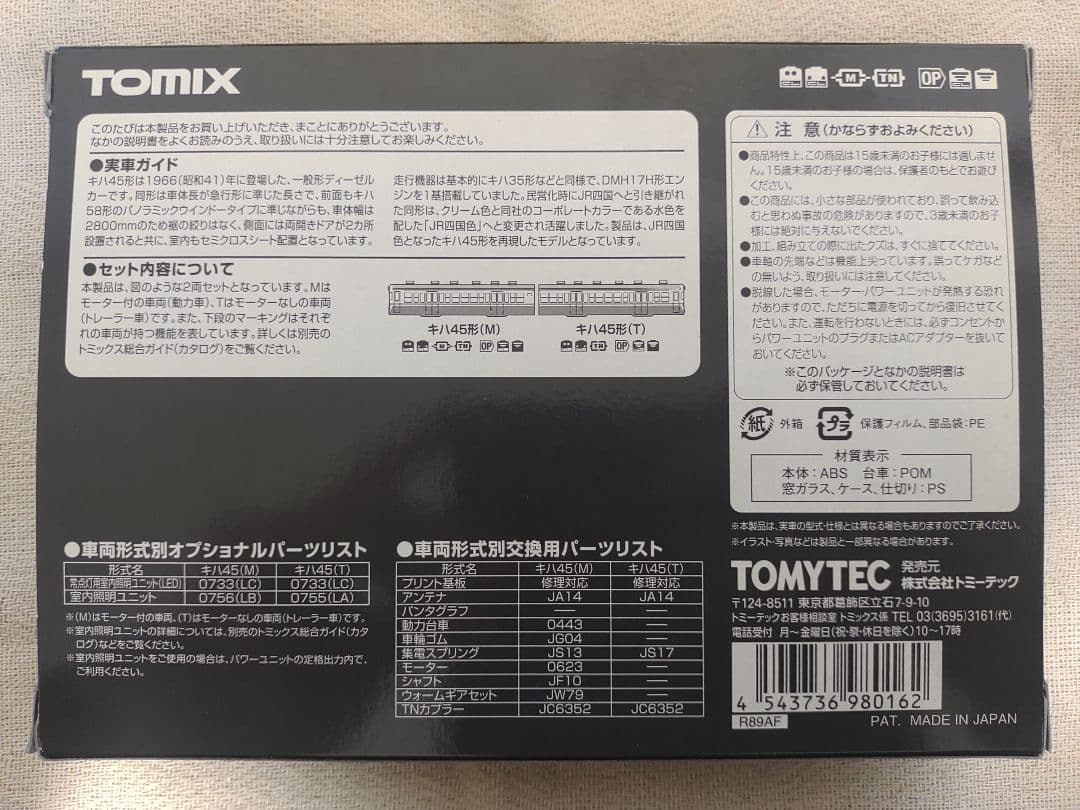 TOMIX
M TN OP
このたびは本製品をお買い上げいただき、まことにありがとうございます。
なかの説明書をよくお読みのうえ、取り扱いには十分注意してお楽しみください。
●実車ガイド
キハ45形は1966(昭和41)年に登場した、一般形ディーゼル
カーです。同形は車体長が急行形に準じた長さで、前面もキハ
58形のパノラミックウインドータイプに準じながらも、車体幅は
2800mmのため裾の絞りはなく、側面には両開きドアが2カ所
設置されると共に、室内もセミクロスシート配置となっています。
走行機器は基本的にキハ35形などと同様で、DMH17H形エン
ジンを1基搭載していました。民営化時にJR四国へと引き継がれ
た同形は、クリーム色と同社のコーポレートカラーである水色を
配した「JR四国色」へと変更され活躍しました。製品は、JR四国
色となったキハ45形を再現したモデルとなっています。
●セット内容について
本製品は、図のような2両セットとなっています。Mは
モーター付の車両(動力車)、Tはモーターなしの車両
(トレーラー車)です。また、下段のマーキングはそれぞ
れの車両が持つ機能を表しています。詳しくは別売の
トミックス総合ガイド(カタログ)をご覧ください。
キハ45形(M) キハ45形(T)
M TN OP TN OP
⚠ 注 意 (かならずおよみください)
●商品特性上、この商品は15歳未満のお子様には適しませ
ん。15歳未満のお子様の場合は、保護者のもとでお遊び
ください。
●この商品には、小さな部品が使われており、誤って飲み込
むと思わぬ事故の危険がありますので、3歳未満のお子
様には絶対に与えないでください。
●加工、組み立ての際に出たクズは、すぐに捨ててください。
●車軸の先端などは機能上尖っています。誤ってケガなど
の無いよう、取り扱いには注意してください。
●脱線した場合、モーター・パワーユニットが発熱する恐れ
がありますので、ただちに電源を切ってから復旧させてく
ださい。また、運転を行わないときには、必ずコンセントか
らパワーユニットのプラグまたはACアダプターを抜いて
おいてください。
※このパッケージとなかの説明書は
必ず保管しておいてください。
紙 外箱 プラ 保護フィルム、部品袋:PE
材質表示
本体:ABS 台車:POM
窓ガラス、ケース、仕切り:PS
※本製品は、実車の型式・仕様とは異なる場合もありますのでご了承ください。
※イラスト・写真などは製品と一部異なる場合があります。
●車両形式別オプショナルパーツリスト
形式名 キハ45(M) キハ45(T)
常点灯用室内照明ユニット(LED) 0733(LC) 0733(LC)
室内照明ユニット 0756(LB) 0755(LA)
※(M)はモーター付の車両、(T)はモーターなしの車両(トレーラー車)です。
※室内照明ユニットの詳細については、別売のトミックス総合ガイド(カタ
ログ)などをご覧ください。
※室内照明ユニットをご使用の場合は、パワーユニットの定格出力内で、
ご利用ください。
●車両形式別交換用パーツリスト
形式名 キハ45(M) キハ45(T)
プリント基板 修理対応 修理対応
アンテナ JA14 JA14
パンタグラフ ― ―
動力台車 0443 ―
車輪ゴム JG04 ―
集電スプリング JS13 JS17
モーター 0623 ―
シャフト JF10 ―
ウォームギアセット JW79 ―
TNカプラー JC6352 JC6352
TOMYTEC 発売元 株式会社トミーテック
〒124-8511 東京都葛飾区立石7-9-10
トミーテックお客様相談室 トミックス係 TEL 03(3695)3161(代)
電話受付 月~金曜日(祝・祭・休日を除く)10~17時
4 543736 980162
R89AF PAT. MADE IN JAPAN